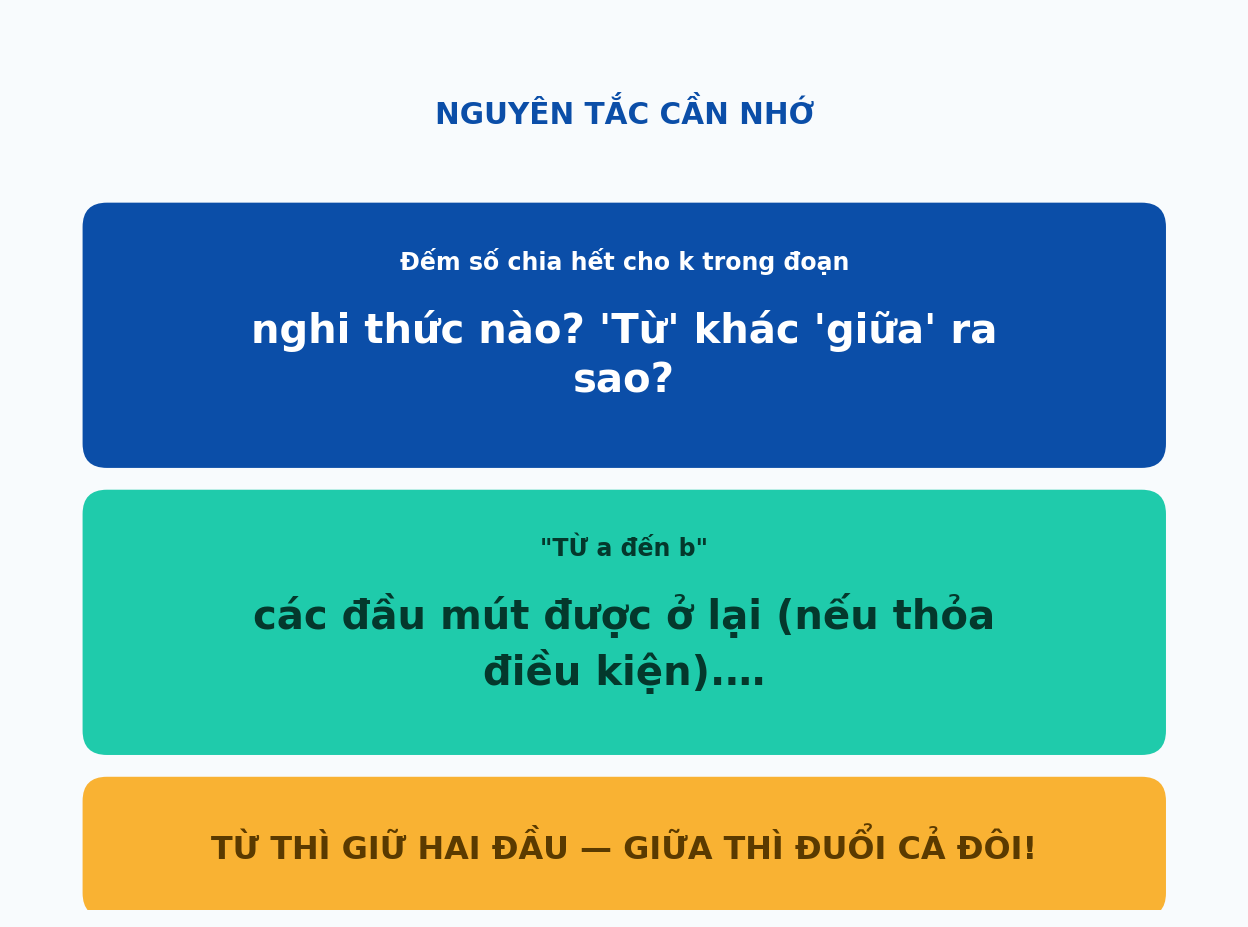 NGUYÊN TẮC CẦN NHỚ
Đếm số chia hết cho k trong đoạn
nghi thức nào? 'Từ' khác 'giữa' ra
sao?
"TỪ a đến b"
các đầu mút được ở lại (nếu thỏa
điều kiện).…
TỪ THÌ GIỮ HAI ĐẦU — GIỮA THÌ ĐUỔI CẢ ĐÔI!